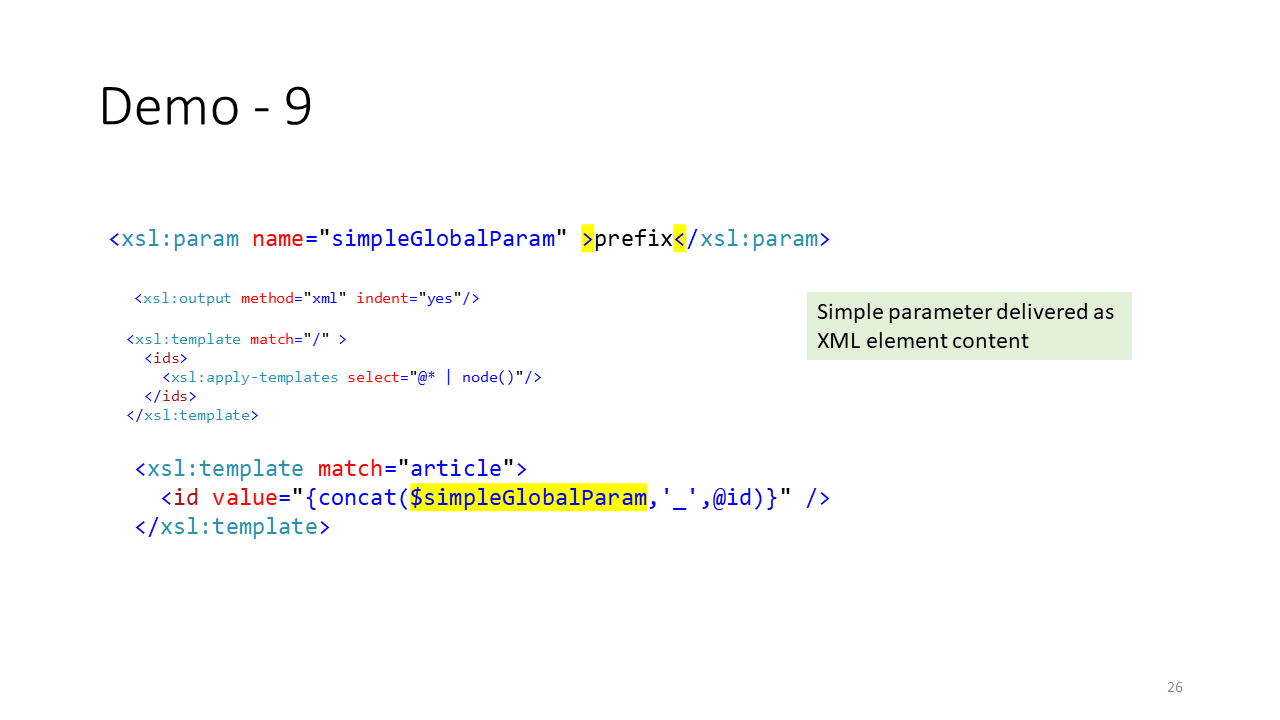 Demo - 9
<xsl:param name="simpleGlobalParam" >prefix</xsl:param>
<xsl:output method="xml" indent="yes"/>
<xsl:template match="/" >
<ids>
<xsl:apply-templates select="@* | node()"/>
</ids>
</xsl:template>
Simple parameter delivered as
XML element content
<xsl:template match="article">
<id value="{concat($simpleGlobalParam,'_',@id)}" />
</xsl:template>
26